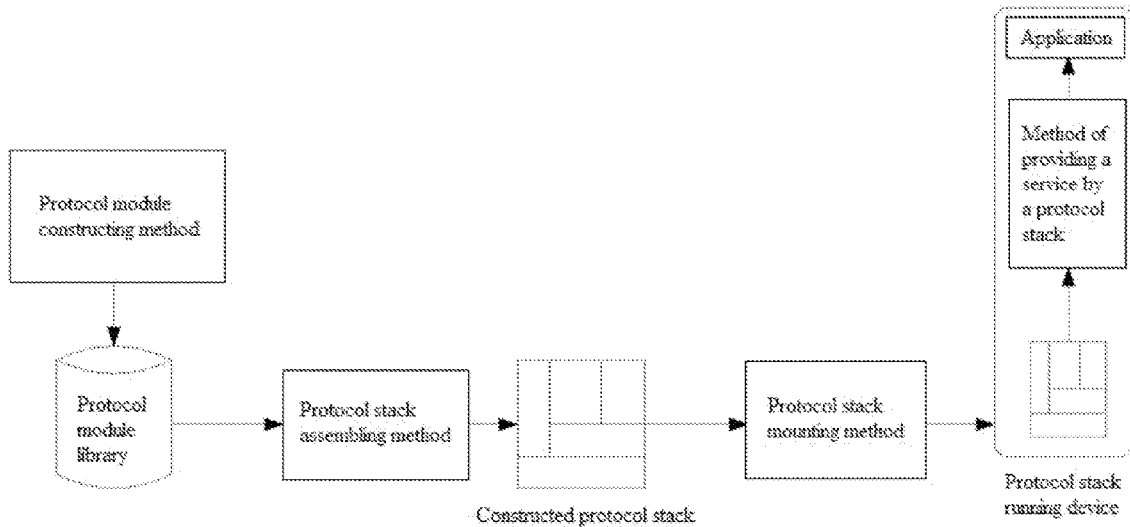 Application
Method of
providing a
service by
a protocol
stack
Protocol module
constructing method
Protocol
module
library
Protocol stack
assembling method
Constructed protocol stack
Protocol stack
mounting method
Protocol stack
running device